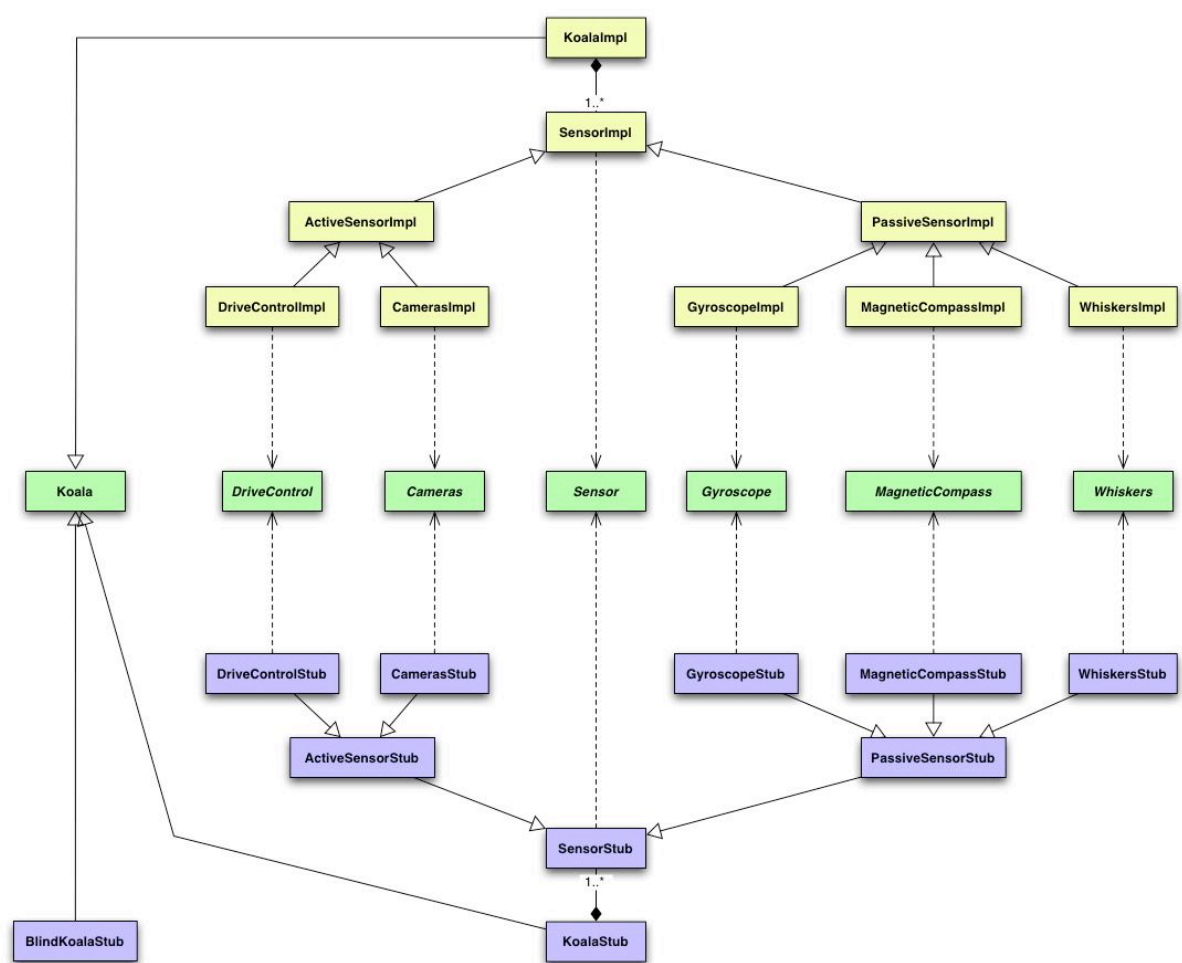 KoalaImpl
1..*
SensorImpl
ActiveSensorImpl
PassiveSensorImpl
DriveControlImpl
CamerasImpl
GyroscopeImpl
MagneticCompassImpl
WhiskersImpl
Koala
DriveControl
Cameras
Sensor
Gyroscope
MagneticCompass
Whiskers
DriveControlStub
CamerasStub
GyroscopeStub
MagneticCompassStub
WhiskersStub
ActiveSensorStub
PassiveSensorStub
SensorStub
1..*
BlindKoalaStub
KoalaStub